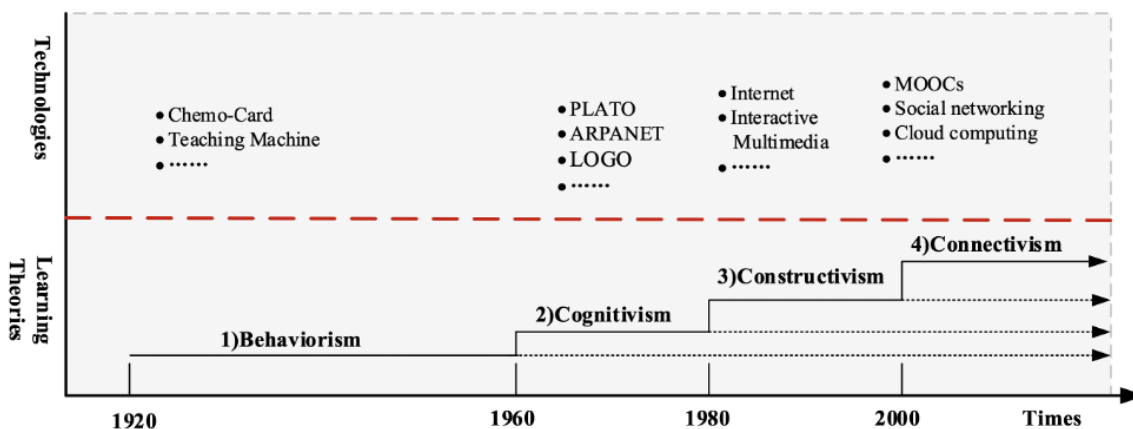 Technologies
• Chemo-Card
• Teaching Machine
• ······
• PLATO
• ARPANET
• LOGO
• ······
• Internet
• Interactive
Multimedia
• ······
• MOOCs
• Social networking
• Cloud computing
• ······
Learning
Theories
1)Behaviorism
2)Cognitivism
3)Constructivism
4)Connectivism
1920
1960
1980
2000
Times